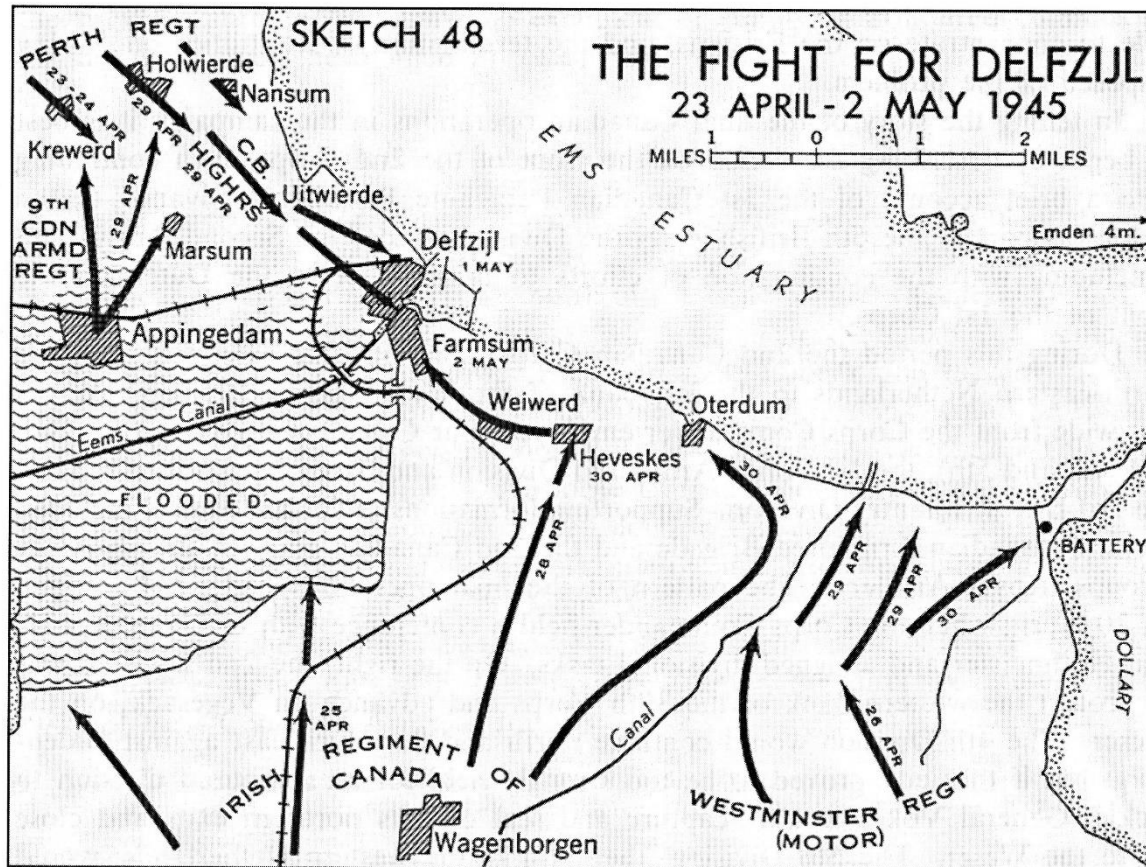 SKETCH 48
THE FIGHT FOR DELFZIJL
23 APRIL - 2 MAY 1945
MILES 1 0 1 2 MILES
PERTH REGT
23-24 APR
Holwierde
Nansum
29 APR
C.B. HIGHRS
29 APR
Krewerd
Uitwierde
29 APR
9TH
CDN
ARMD
REGT
Marsum
Delfzijl
1 MAY
EMS ESTUARY
Emden 4m.
Appingedam
Farmsum
2 MAY
Eems Canal
Weiwerd
Oterdum
Heveskes
30 APR
FLOODED
30 APR
28 APR
29 APR
29 APR
30 APR
BATTERY
DOLLART
25
APR
IRISH REGIMENT OF
CANADA
Canal
26 APR
WESTMINSTER REGT
(MOTOR)
Wagenborgen